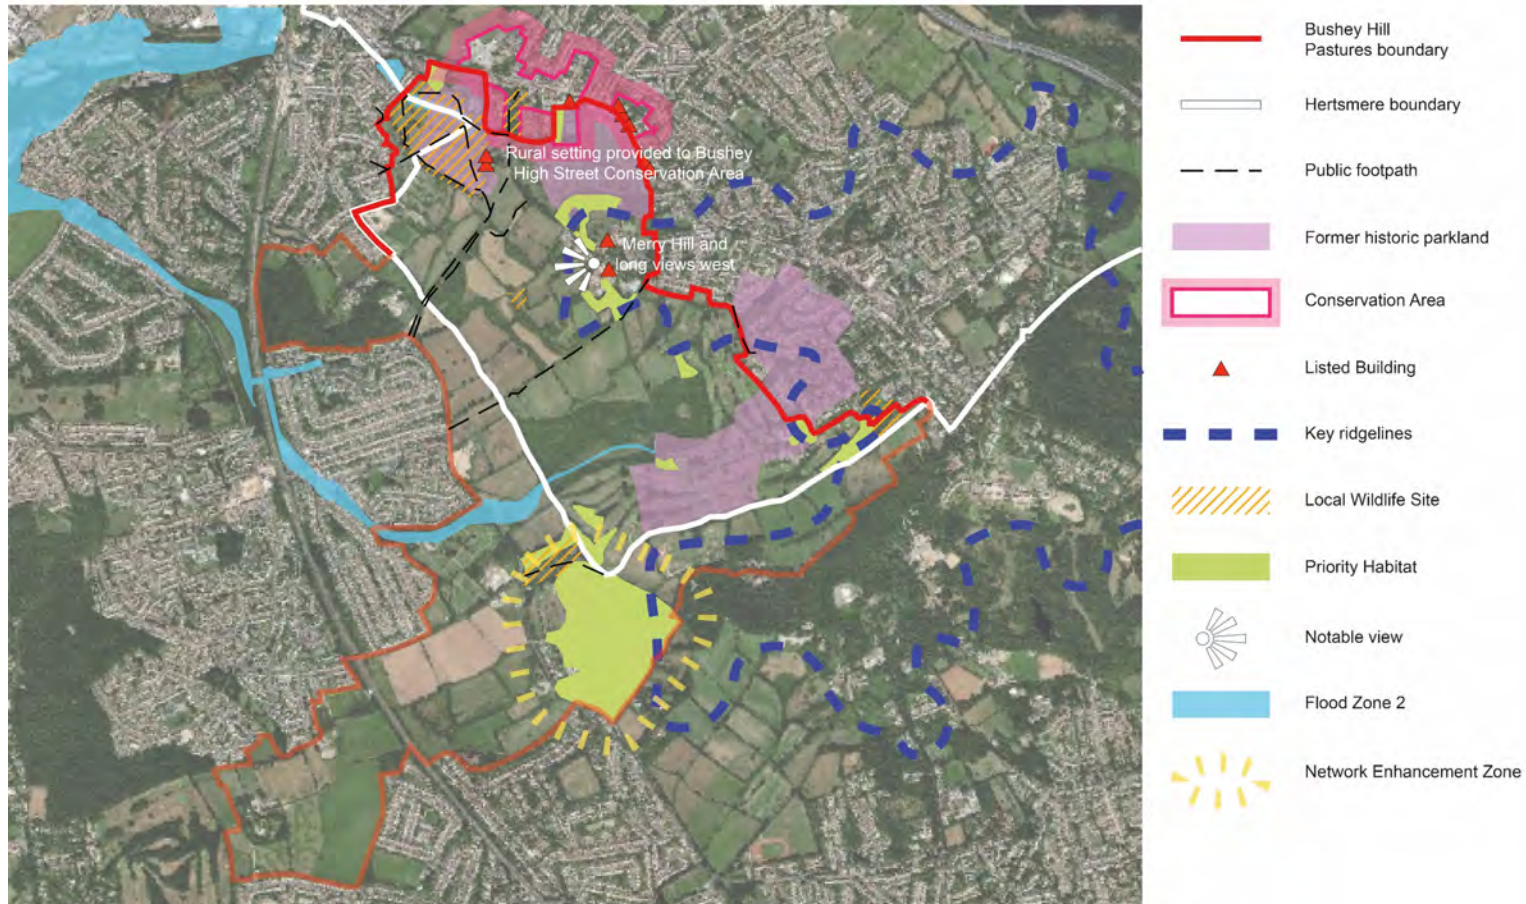 Rural setting provided to Bushey
High Street Conservation Area
Merry Hill and
long views west
Bushey Hill
Pastures boundary
Hertsmere boundary
Public footpath
Former historic parkland
Conservation Area
Listed Building
Key ridgelines
Local Wildlife Site
Priority Habitat
Notable view
Flood Zone 2
Network Enhancement Zone